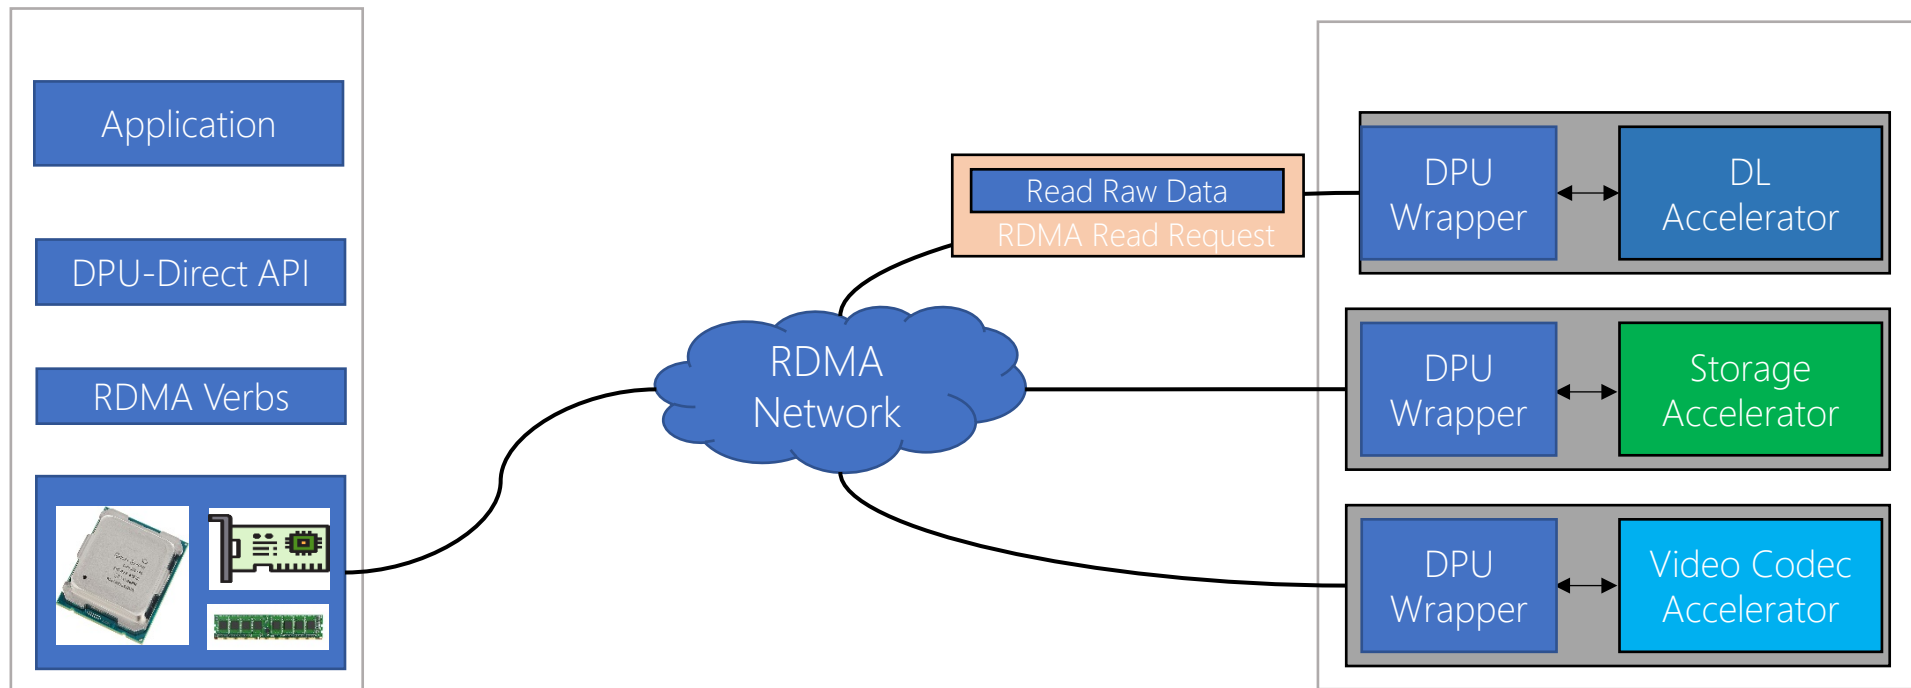 Application
DPU-Direct API
RDMA Verbs
RDMA
Network
Read Raw Data
RDMA Read Request
DPU
Wrapper
DL
Accelerator
DPU
Wrapper
Storage
Accelerator
DPU
Wrapper
Video Codec
Accelerator